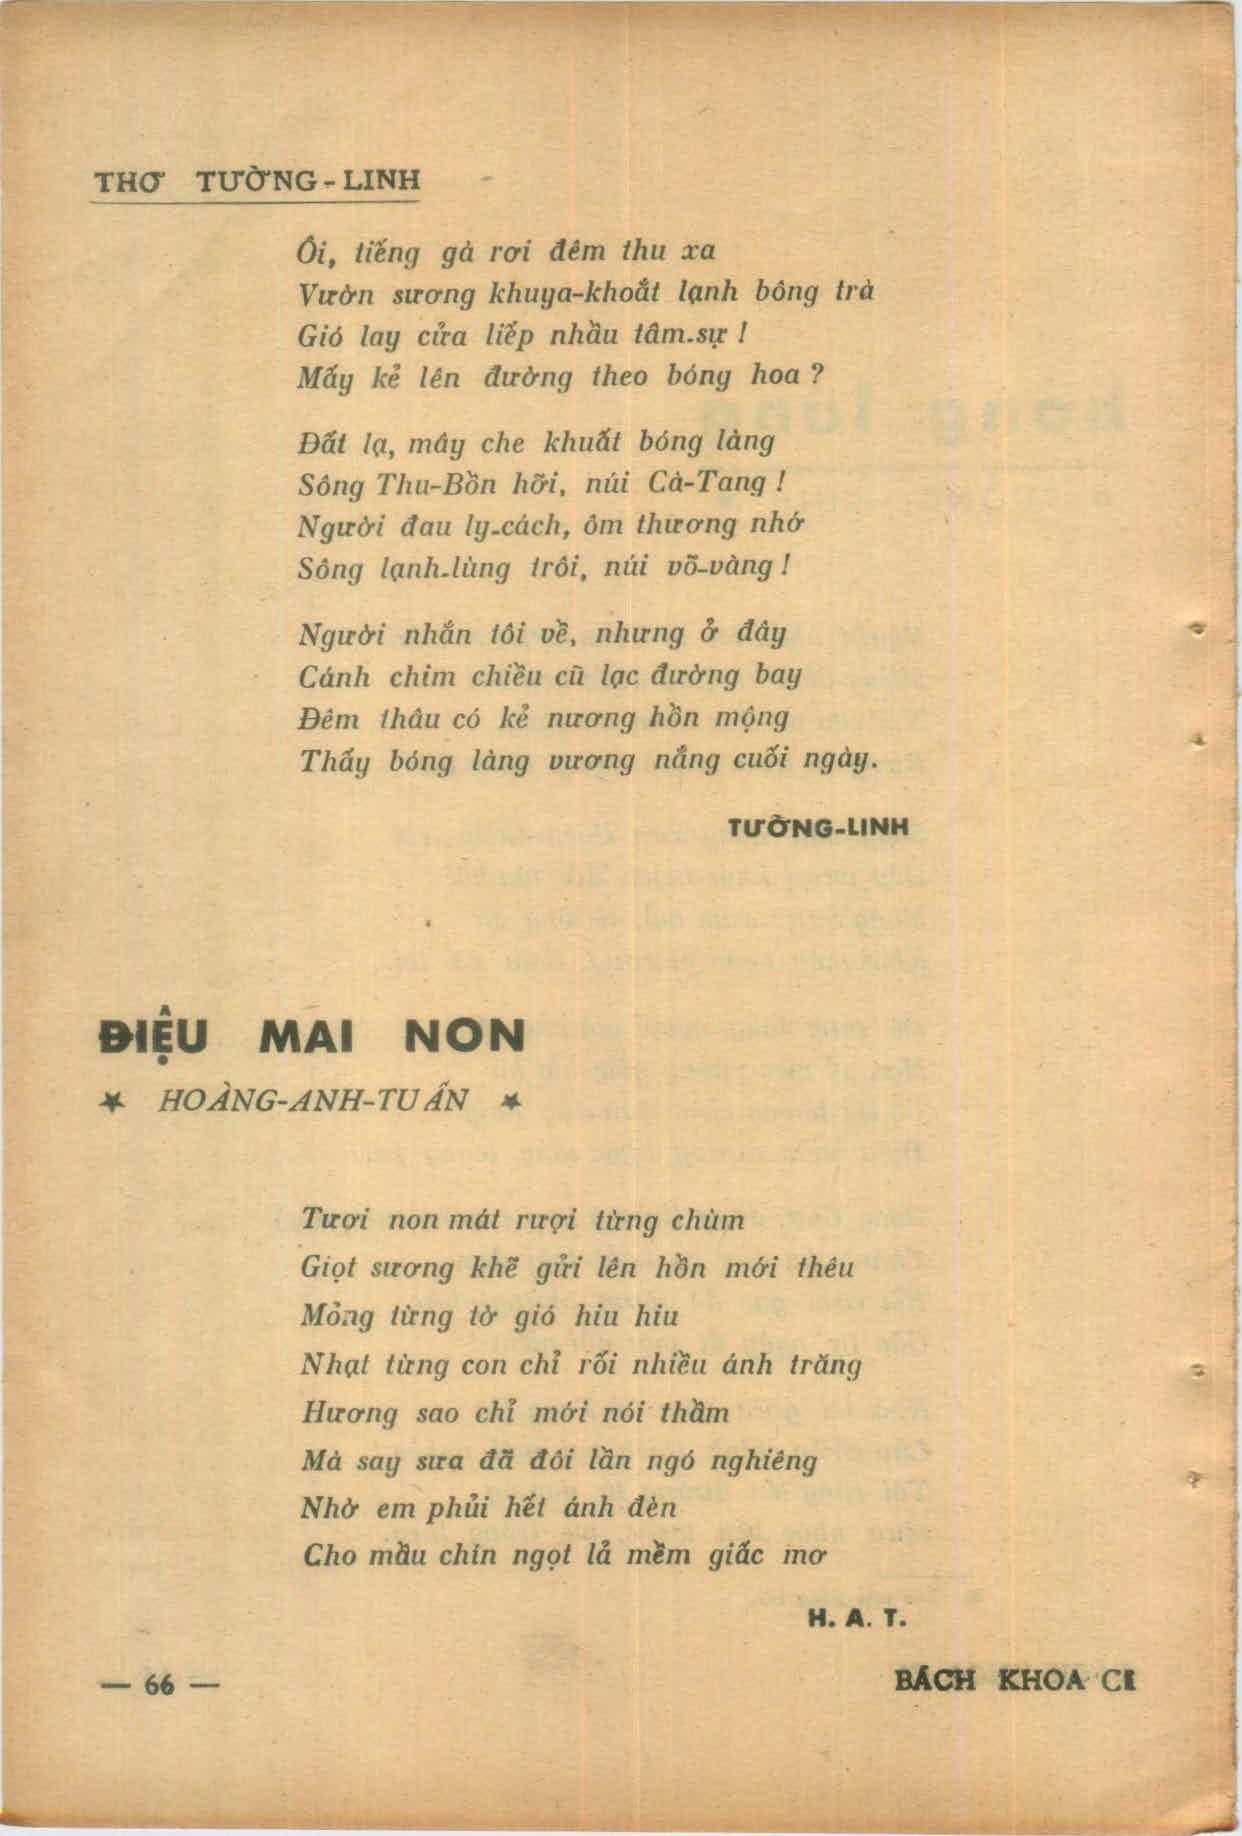 THƠ TƯỜNG-LINH
Ôi, tiếng gà rơi đêm thu xa
Vườn sương khuya-khoắt lạnh bông trà
Gió lay cửa liếp nhầu tâm-sự !
Mấy kẻ lên đường theo bóng hoa ?
Đất lạ, mây che khuất bóng làng
Sông Thu-Bồn hỡi, núi Cà-Tang !
Người đau ly-cách, ôm thương nhớ
Sông lạnh-lùng trôi, núi võ-vàng !
Người nhắn tôi về, nhưng ở đây
Cánh chim chiều cũ lạc đường bay
Đêm thâu có kẻ nương hồn mộng
Thấy bóng làng vương nắng cuối ngày.
TƯỜNG-LINH
ĐIỆU MAI NON
★ HOÀNG-ANH-TUẤN ★
Tươi non mát rượi từng chùm
Giọt sương khẽ gửi lên hồn mới thêu
Mỏng từng tờ gió hiu hiu
Nhạt từng con chỉ rối nhiều ánh trăng
Hương sao chỉ mới nói thầm
Mà say sưa đã đôi lần ngó nghiêng
Nhờ em phủi hết ánh đèn
Cho mầu chín ngọt lả mềm giấc mơ
H. A. T.
— 66 —
BÁCH KHOA CI